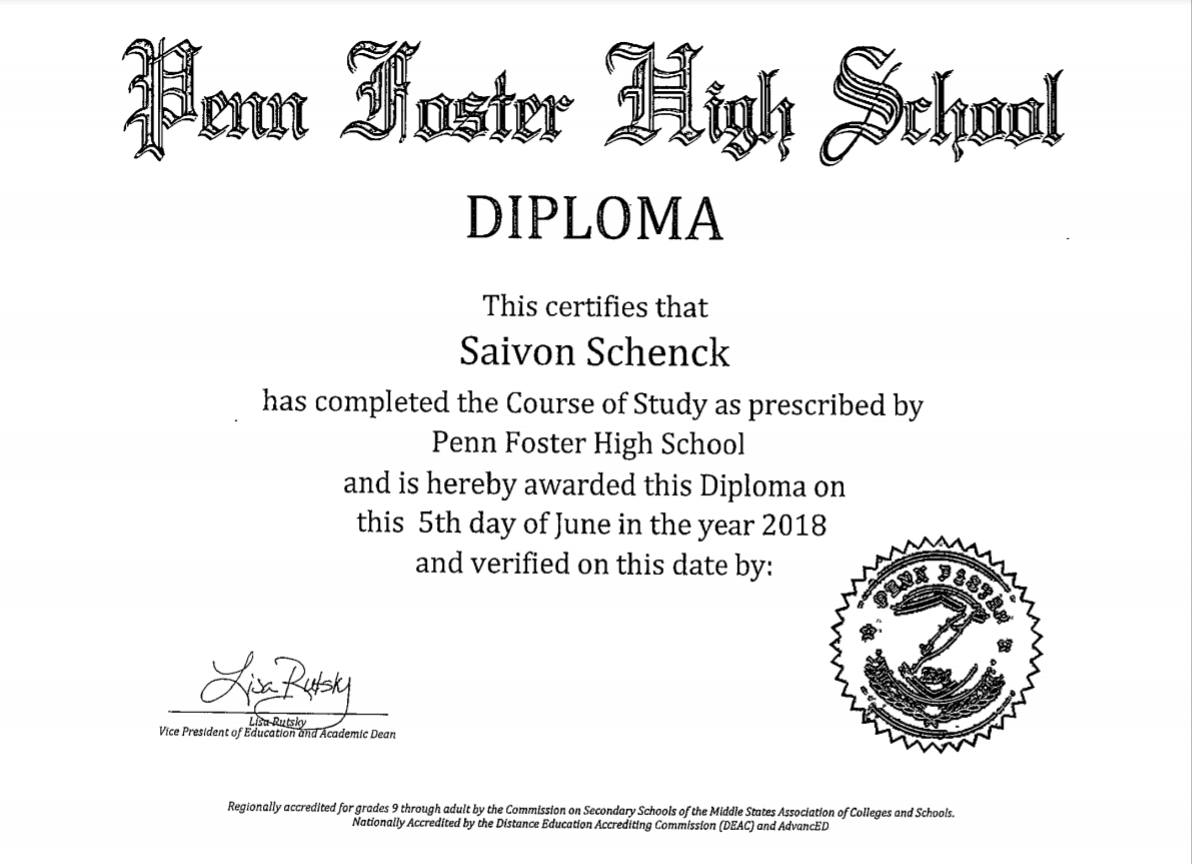 Penn Foster High School
DIPLOMA
This certifies that
Saivon Schenck
has completed the Course of Study as prescribed by
Penn Foster High School
and is hereby awarded this Diploma on
this 5th day of June in the year 2018
and verified on this date by:
PENN FOSTER
Lisa Rutsky
Lisa Rutsky
Vice President of Education and Academic Dean
Regionally accredited for grades 9 through adult by the Commission on Secondary Schools of the Middle States Association of Colleges and Schools.
Nationally Accredited by the Distance Education Accrediting Commission (DEAC) and AdvancED